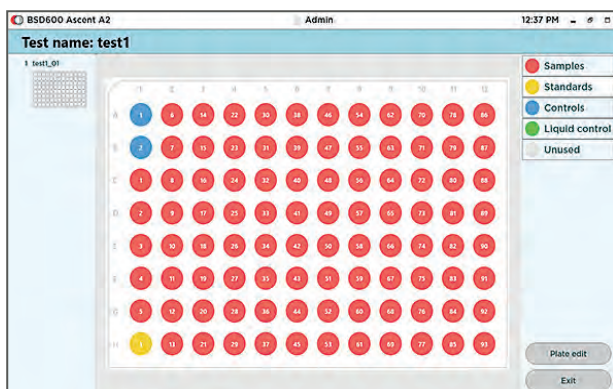 BSD600 Ascent A2 Admin 12:37 PM
Test name: test1
1 test1_01
1 2 3 4 5 6 7 8 9 10 11 12
A 1 6 14 22 30 38 46 54 62 70 78 86
B 2 7 15 23 31 39 47 55 63 71 79 87
C 1 8 16 24 32 40 48 56 64 72 80 88
D 2 9 17 25 33 41 49 57 65 73 81 89
E 3 10 18 26 34 42 50 58 66 74 82 90
F 4 11 19 27 35 43 51 59 67 75 83 91
G 5 12 20 28 36 44 52 60 68 76 84 92
H 1 13 21 29 37 45 53 61 69 77 85 93
Samples
Standards
Controls
Liquid control
Unused
Plate edit
Exit